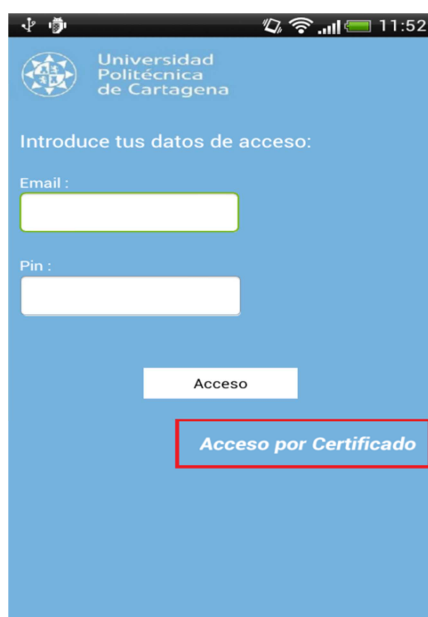 11:52
Universidad
Politécnica
de Cartagena
Introduce tus datos de acceso:
Email :
Pin :
Acceso
Acceso por Certificado